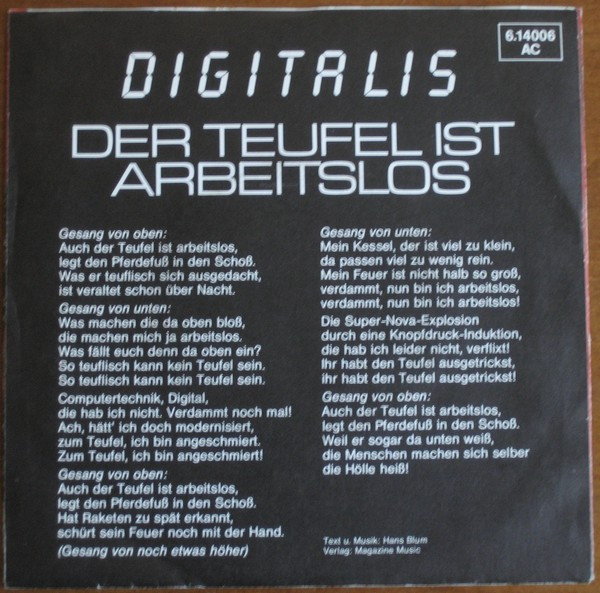 6.14006
AC
DIGITALIS
DER TEUFEL IST
ARBEITSLOS
Gesang von oben:
Auch der Teufel ist arbeitslos,
legt den Pferdefuß in den Schoß.
Was er teuflisch sich ausgedacht,
ist veraltet schon über Nacht.
Gesang von unten:
Was machen die da oben bloß,
die machen mich ja arbeitslos.
Was fällt euch denn da oben ein?
So teuflisch kann kein Teufel sein.
So teuflisch kann kein Teufel sein.
Computertechnik, Digital,
die hab ich nicht. Verdammt noch mal!
Ach, hätt' ich doch modernisiert,
zum Teufel, ich bin angeschmiert.
Zum Teufel, ich bin angeschmiert!
Gesang von oben:
Auch der Teufel ist arbeitslos,
legt den Pferdefuß in den Schoß.
Hat Raketen zu spät erkannt,
schürt sein Feuer noch mit der Hand.
(Gesang von noch etwas höher)
Gesang von unten:
Mein Kessel, der ist viel zu klein,
da passen viel zu wenig rein.
Mein Feuer ist nicht halb so groß,
verdammt, nun bin ich arbeitslos,
verdammt, nun bin ich arbeitslos!
Die Super-Nova-Explosion
durch eine Knopfdruck-Induktion,
die hab ich leider nicht, verflixt!
Ihr habt den Teufel ausgetrickst,
ihr habt den Teufel ausgetrickst!
Gesang von oben:
Auch der Teufel ist arbeitslos,
legt den Pferdefuß in den Schoß.
Weil er sogar da unten weiß,
die Menschen machen sich selber
die Hölle heiß!
Text u. Musik: Hans Blum
Verlag: Magazine Music